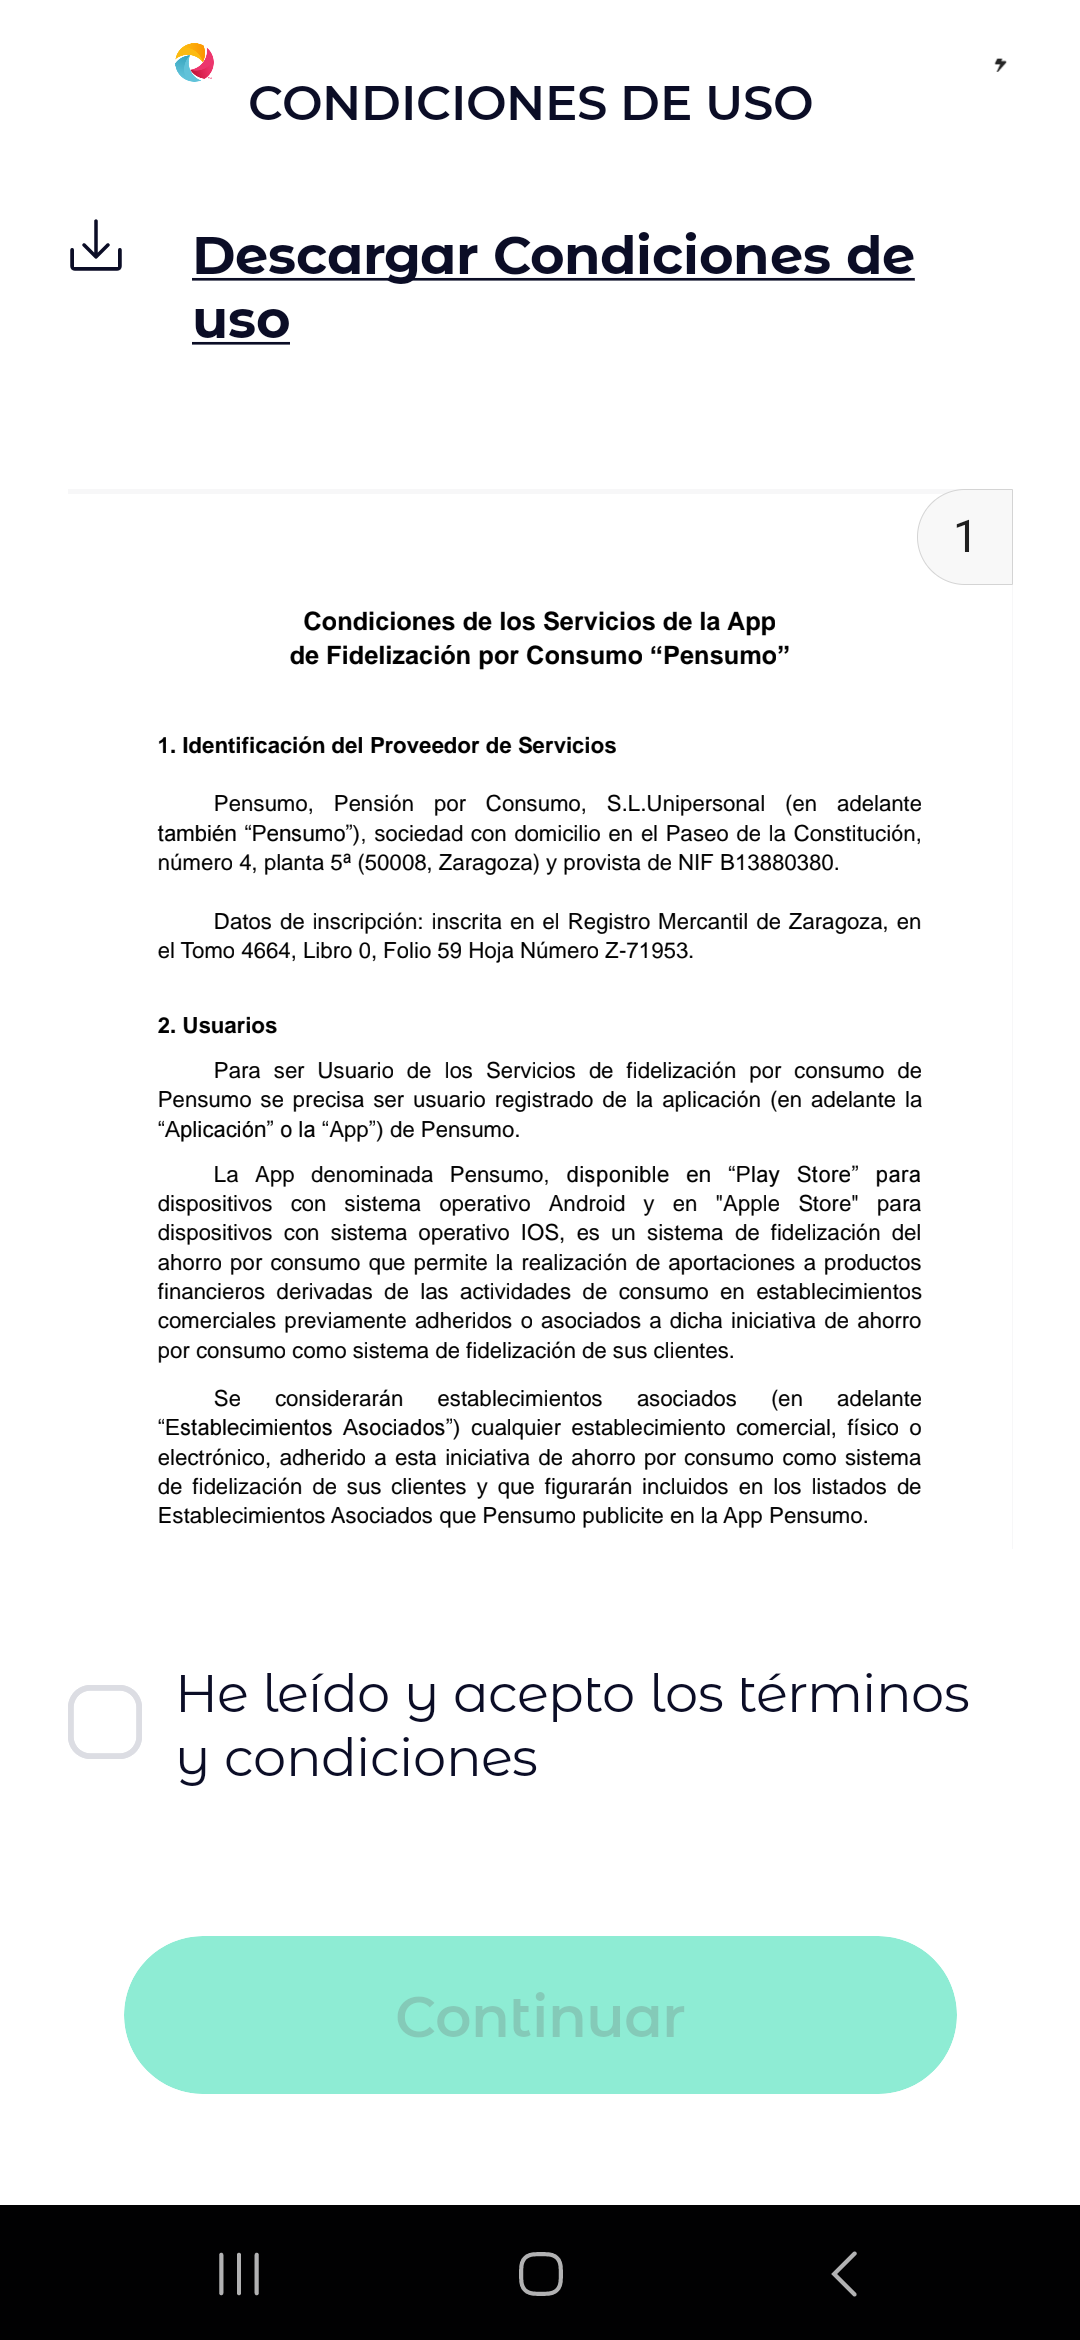 CONDICIONES DE USO
Descargar Condiciones de
uso
1
Condiciones de los Servicios de la App
de Fidelización por Consumo “Pensumo”
1. Identificación del Proveedor de Servicios
Pensumo, Pensión por Consumo, S.L.Unipersonal (en adelante
también “Pensumo”), sociedad con domicilio en el Paseo de la Constitución,
número 4, planta 5ª (50008, Zaragoza) y provista de NIF B13880380.
Datos de inscripción: inscrita en el Registro Mercantil de Zaragoza, en
el Tomo 4664, Libro 0, Folio 59 Hoja Número Z-71953.
2. Usuarios
Para ser Usuario de los Servicios de fidelización por consumo de
Pensumo se precisa ser usuario registrado de la aplicación (en adelante la
“Aplicación” o la “App”) de Pensumo.
La App denominada Pensumo, disponible en “Play Store” para
dispositivos con sistema operativo Android y en "Apple Store" para
dispositivos con sistema operativo IOS, es un sistema de fidelización del
ahorro por consumo que permite la realización de aportaciones a productos
financieros derivadas de las actividades de consumo en establecimientos
comerciales previamente adheridos o asociados a dicha iniciativa de ahorro
por consumo como sistema de fidelización de sus clientes.
Se considerarán establecimientos asociados (en adelante
“Establecimientos Asociados”) cualquier establecimiento comercial, físico o
electrónico, adherido a esta iniciativa de ahorro por consumo como sistema
de fidelización de sus clientes y que figurarán incluidos en los listados de
Establecimientos Asociados que Pensumo publicite en la App Pensumo.
He leído y acepto los términos
y condiciones
Continuar